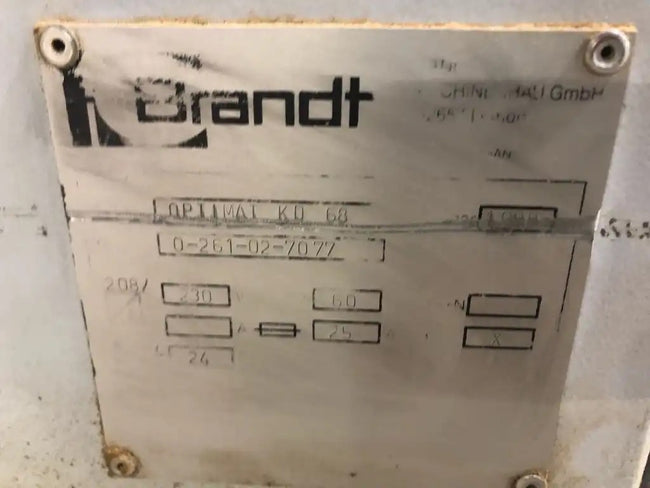 Brandt
GmbH
OPTIMAT KD 68
0-261-02-7077
208/ 230 V 60 N
A 25 A X
24